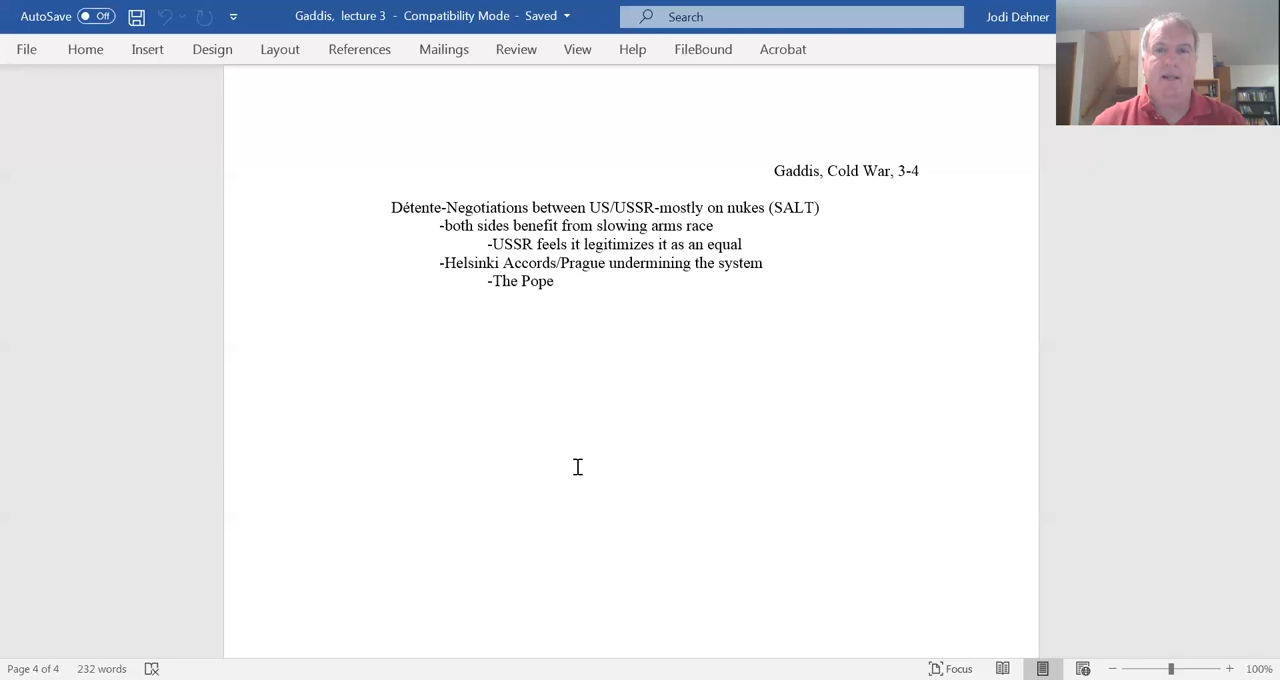 AutoSave Off Gaddis, lecture 3 - Compatibility Mode - Saved Search Jodi Dehner
File Home Insert Design Layout References Mailings Review View Help FileBound Acrobat
Gaddis, Cold War, 3-4
Détente-Negotiations between US/USSR-mostly on nukes (SALT)
-both sides benefit from slowing arms race
-USSR feels it legitimizes it as an equal
-Helsinki Accords/Prague undermining the system
-The Pope
Page 4 of 4 232 words Focus 100%